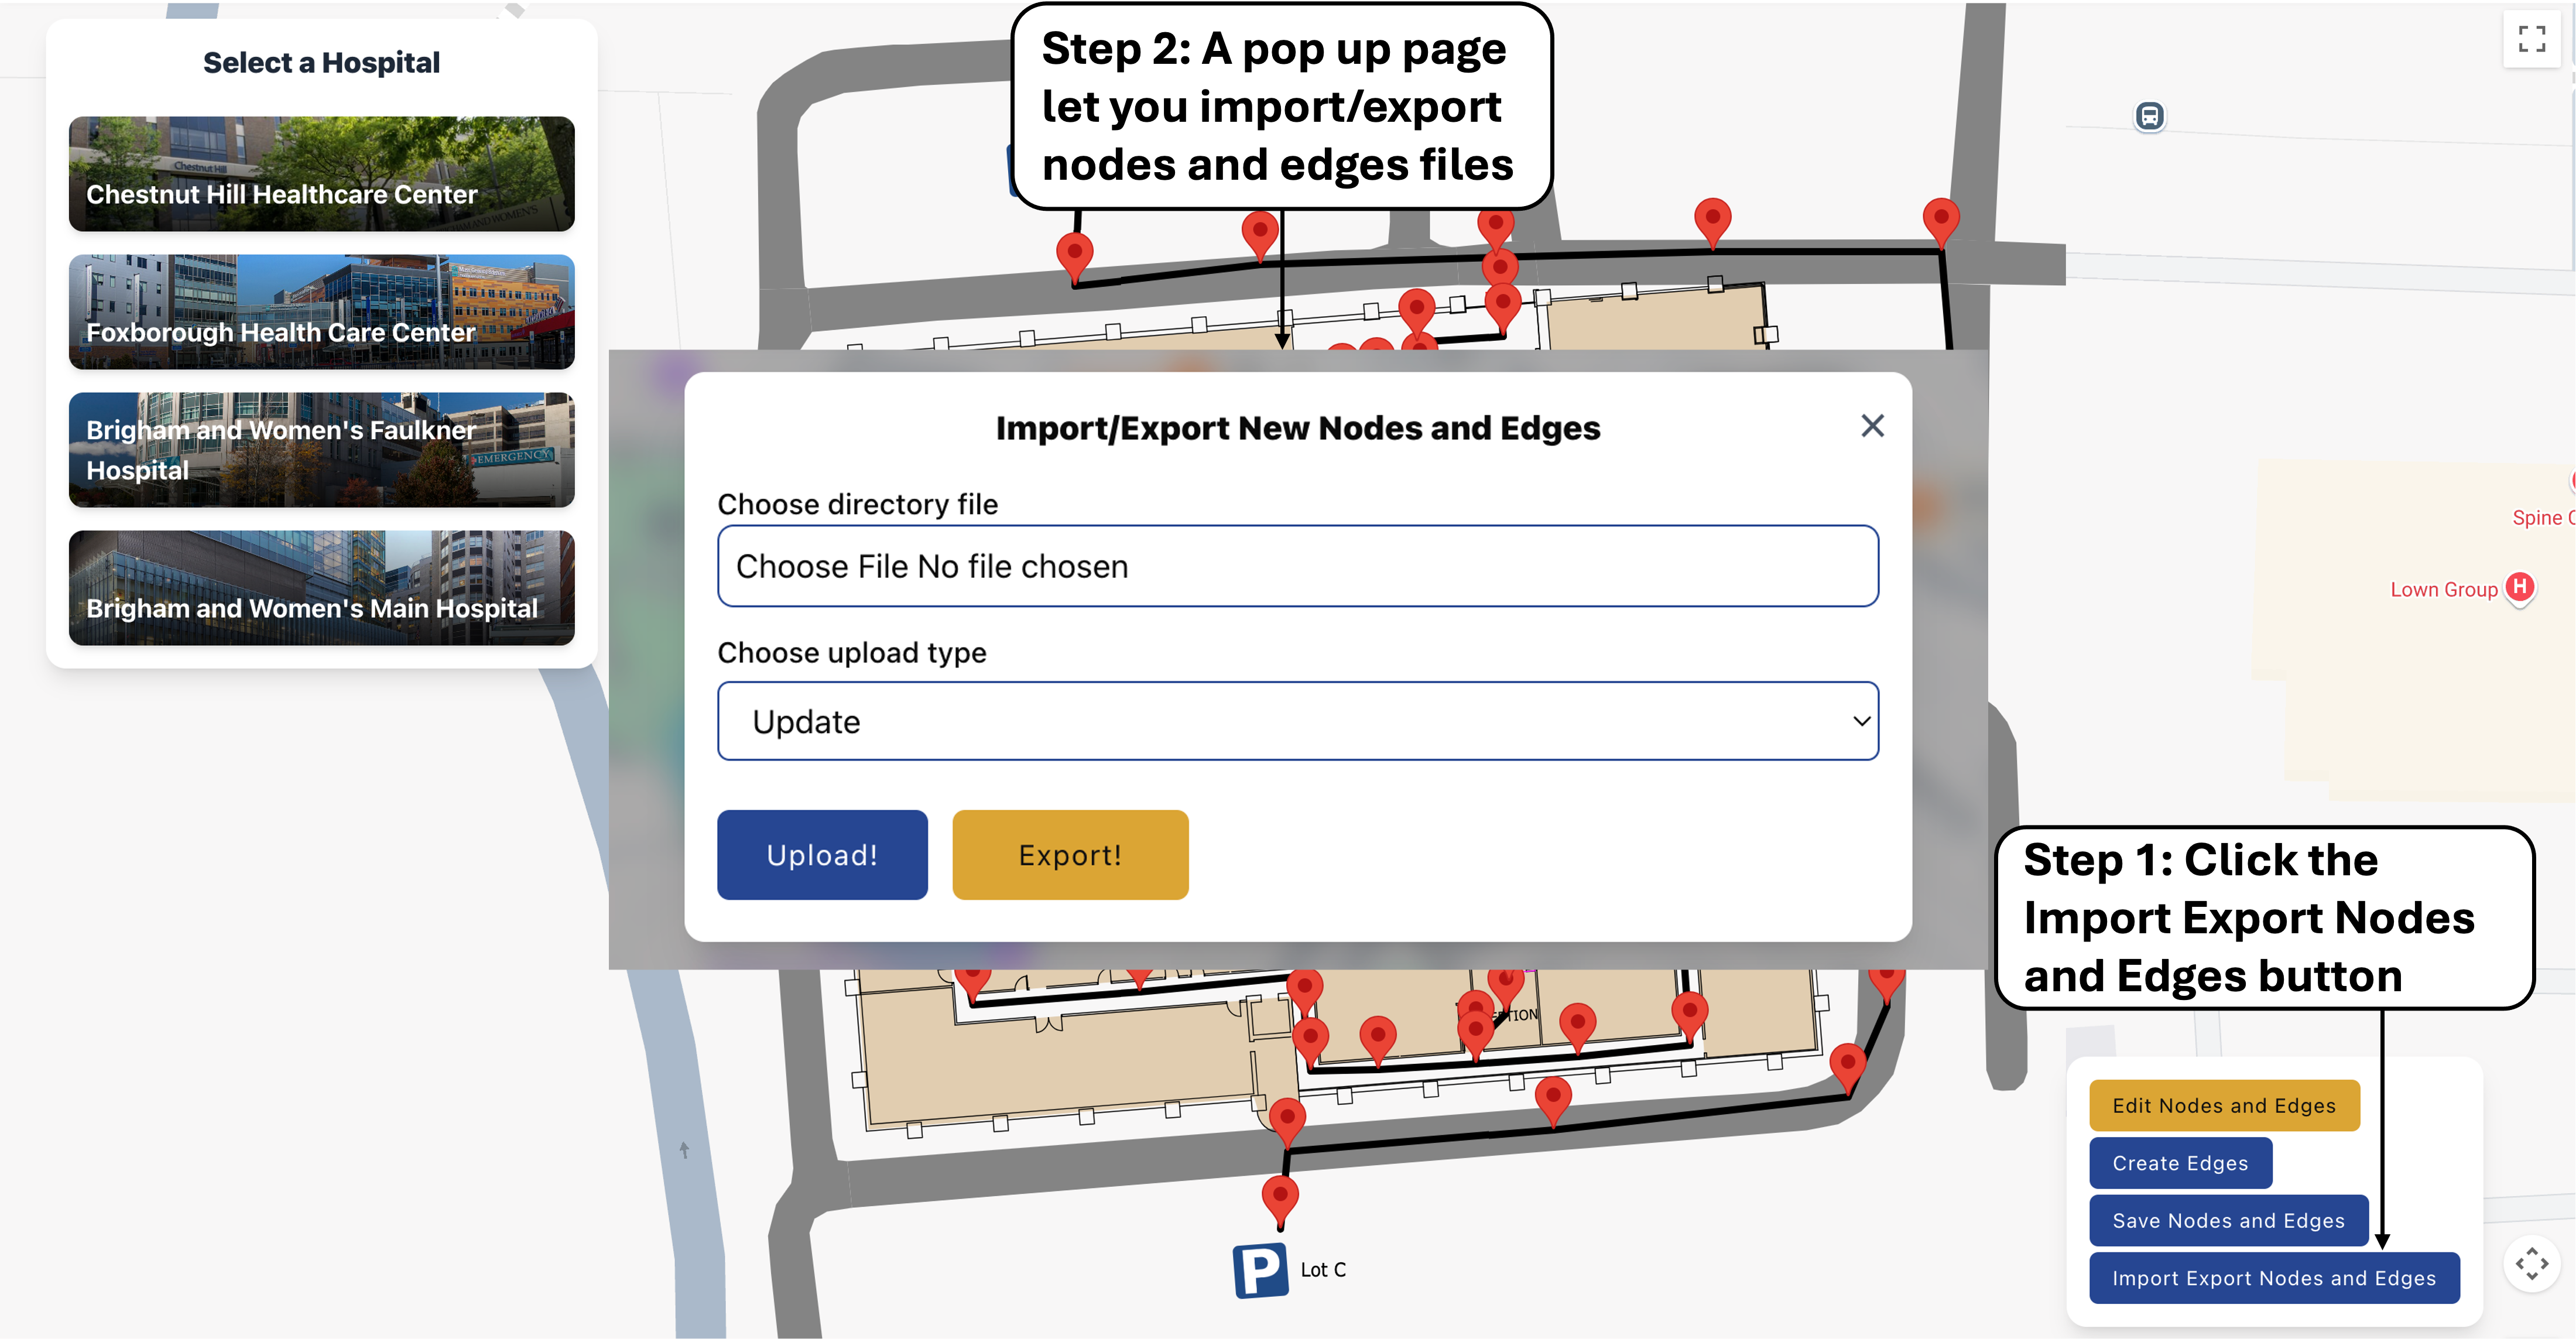 Select a Hospital
Chestnut Hill
Chestnut Hill Healthcare Center
Foxborough Health Care Center
Brigham and Women's Faulkner
Hospital
EMERGENCY
Brigham and Women's Main Hospital
Step 2: A pop up page
let you import/export
nodes and edges files
Import/Export New Nodes and Edges
Choose directory file
Choose File No file chosen
Choose upload type
Update
Upload!
Export!
Spine C
Lown Group
H
Step 1: Click the
Import Export Nodes
and Edges button
Edit Nodes and Edges
Create Edges
Save Nodes and Edges
Import Export Nodes and Edges
P
Lot C